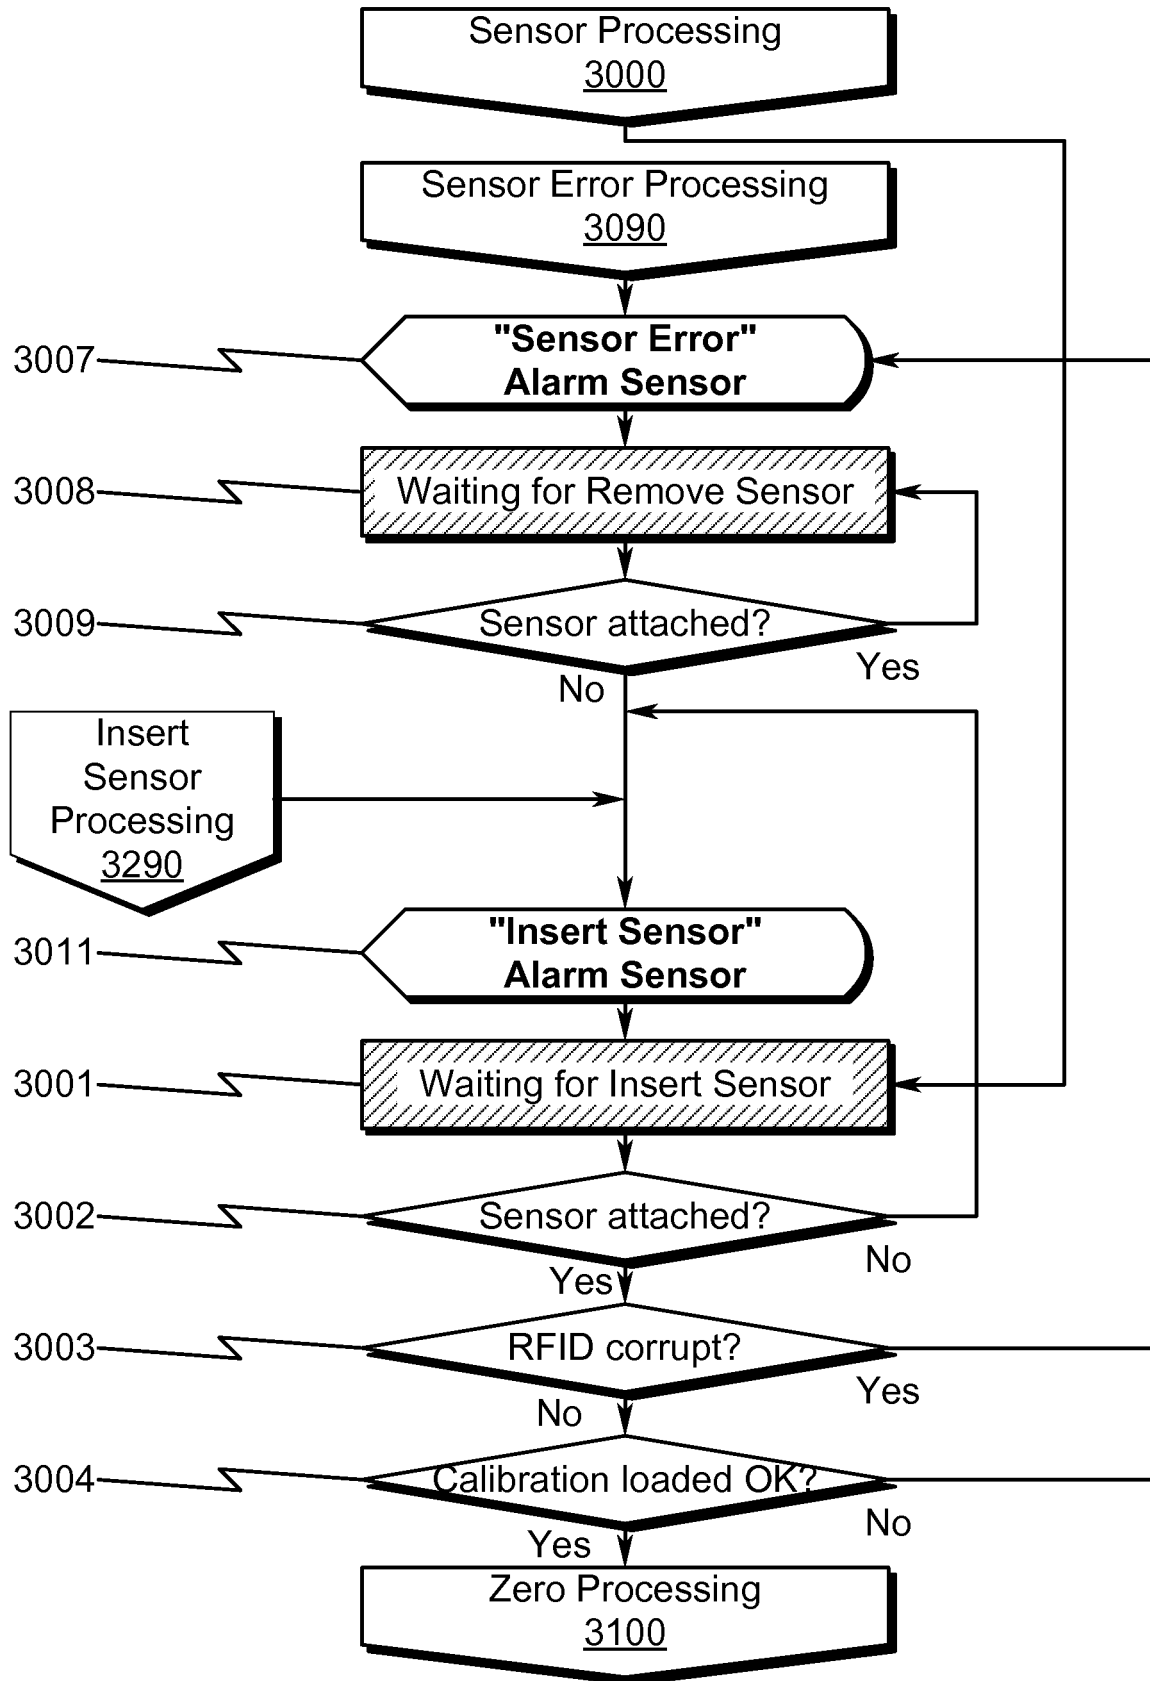 Sensor Processing
3000
Sensor Error Processing
3090
3007
"Sensor Error"
Alarm Sensor
3008
Waiting for Remove Sensor
3009
Sensor attached?
Yes
No
Insert
Sensor
Processing
3290
3011
"Insert Sensor"
Alarm Sensor
3001
Waiting for Insert Sensor
3002
Sensor attached?
No
Yes
3003
RFID corrupt?
Yes
No
3004
Calibration loaded OK?
No
Yes
Zero Processing
3100